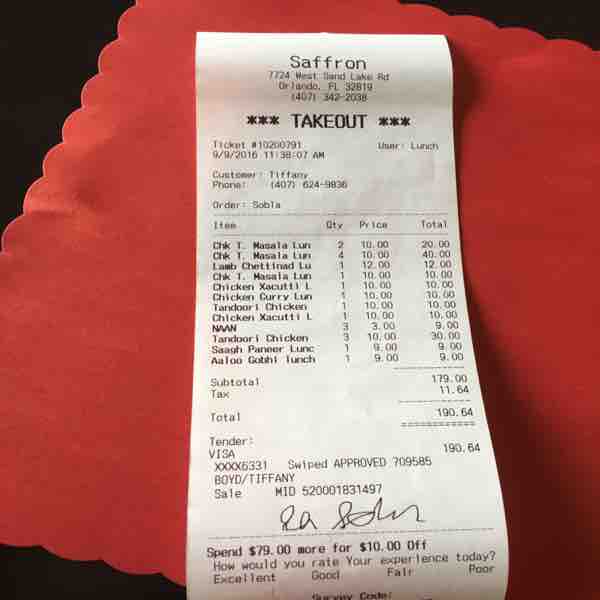 Saffron
7724 West Sand Lake Rd
Orlando, FL 32819
(407) 342-2038
*** TAKEOUT ***
Ticket #10200791 User: Lunch
9/9/2016 11:38:07 AM
Customer: Tiffany
Phone: (407) 624-9836
Order: Sobla
Item Qty Price Total
Chk T. Masala Lun 2 10.00 20.00
Chk T. Masala Lun 4 10.00 40.00
Lamb Chettinad Lu 1 12.00 12.00
Chk T. Masala Lun 1 10.00 10.00
Chicken Xacutti L 1 10.00 10.00
Chicken Curry Lun 1 10.00 10.00
Tandoori Chicken 1 10.00 10.00
Chicken Xacutti L 1 10.00 10.00
NAAN 3 3.00 9.00
Tandoori Chicken 3 10.00 30.00
Saagh Paneer Lunc 1 9.00 9.00
Aaloo Gobhi lunch 1 9.00 9.00
Subtotal 179.00
Tax 11.64
Total 190.64
Tender:
VISA 190.64
XXXX6331 Swiped APPROVED 709585
BOYD/TIFFANY
Sale MID 520001831497
Spend $79.00 more for $10.00 Off
How would you rate Your experience today?
Excellent Good Fair Poor
Survey Code: